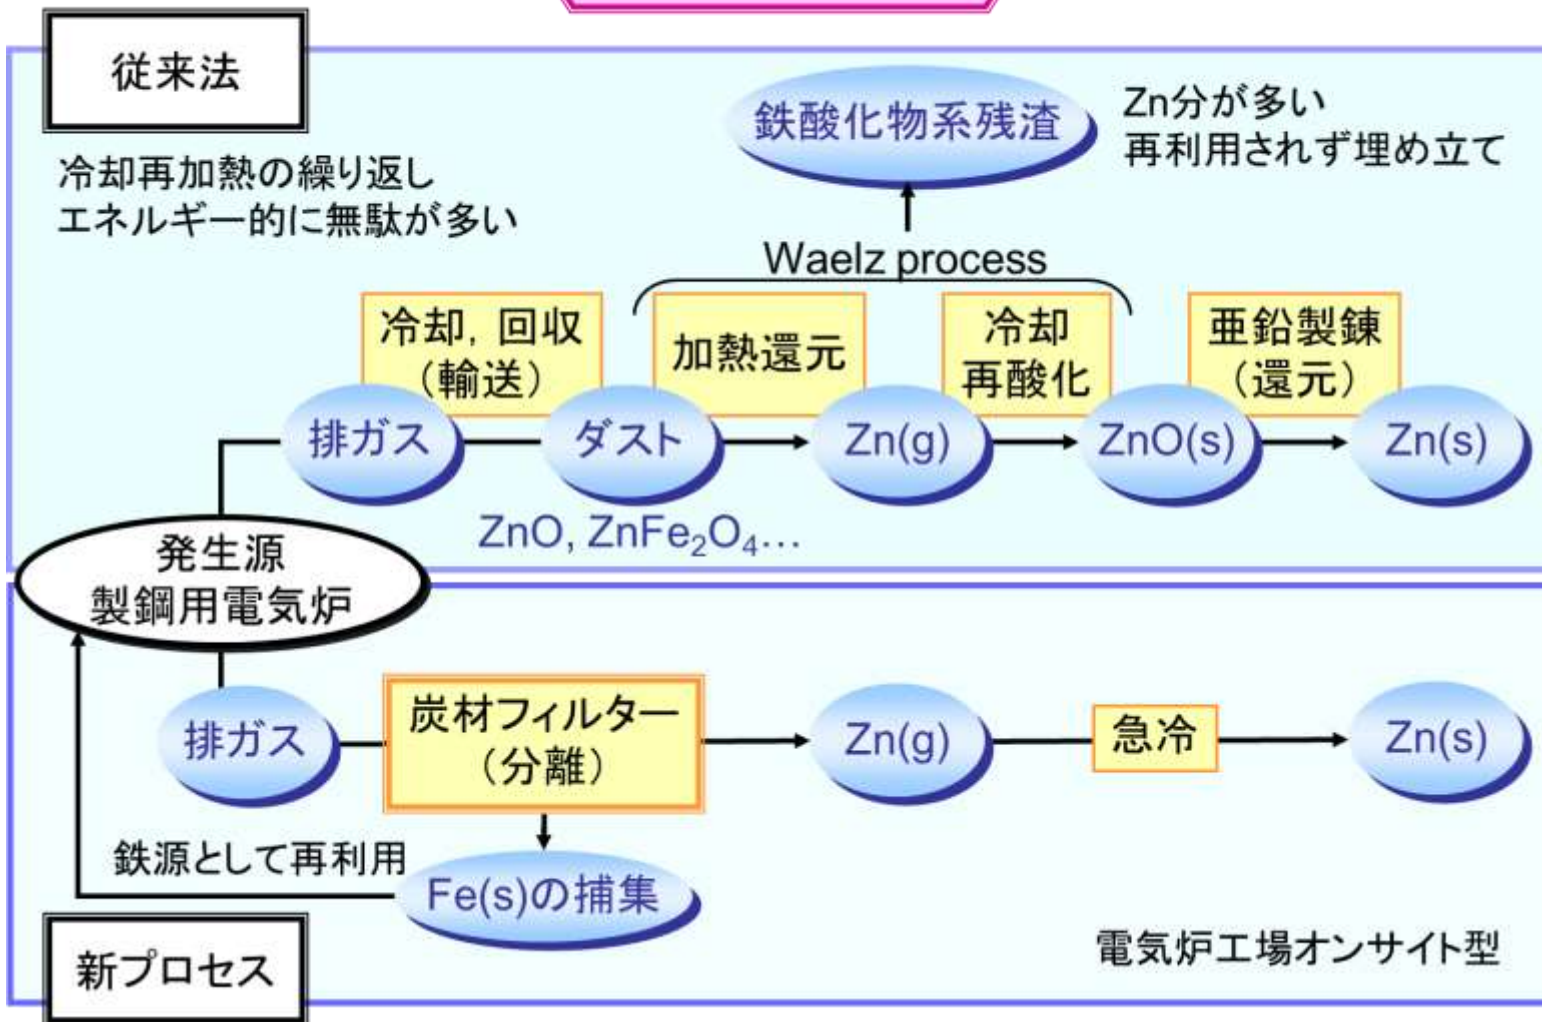 従来法
冷却再加熱の繰り返し
エネルギー的に無駄が多い
鉄酸化物系残渣
Zn分が多い
再利用されず埋め立て
Waelz process
冷却, 回収
（輸送）
加熱還元
冷却
再酸化
亜鉛製錬
（還元）
排ガス
ダスト
Zn(g)
ZnO(s)
Zn(s)
ZnO, ZnFe₂O₄…
発生源
製鋼用電気炉
排ガス
炭材フィルター
（分離）
Zn(g)
急冷
Zn(s)
鉄源として再利用
Fe(s)の捕集
新プロセス
電気炉工場オンサイト型